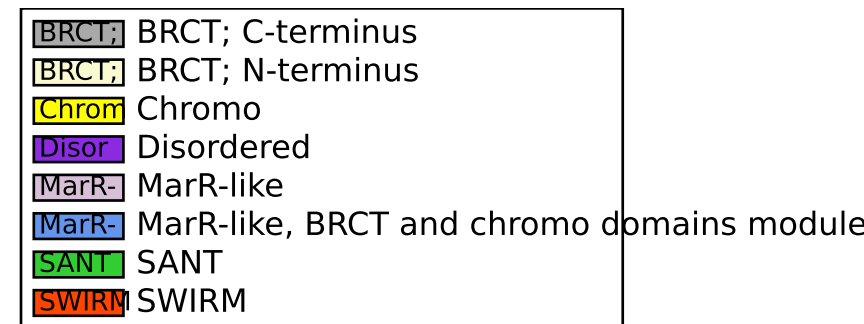 BRCT; BRCT; C-terminus
BRCT; BRCT; N-terminus
Chrom Chromo
Disor Disordered
MarR- MarR-like
MarR- MarR-like, BRCT and chromo domains module
SANT SANT
SWIRM SWIRM